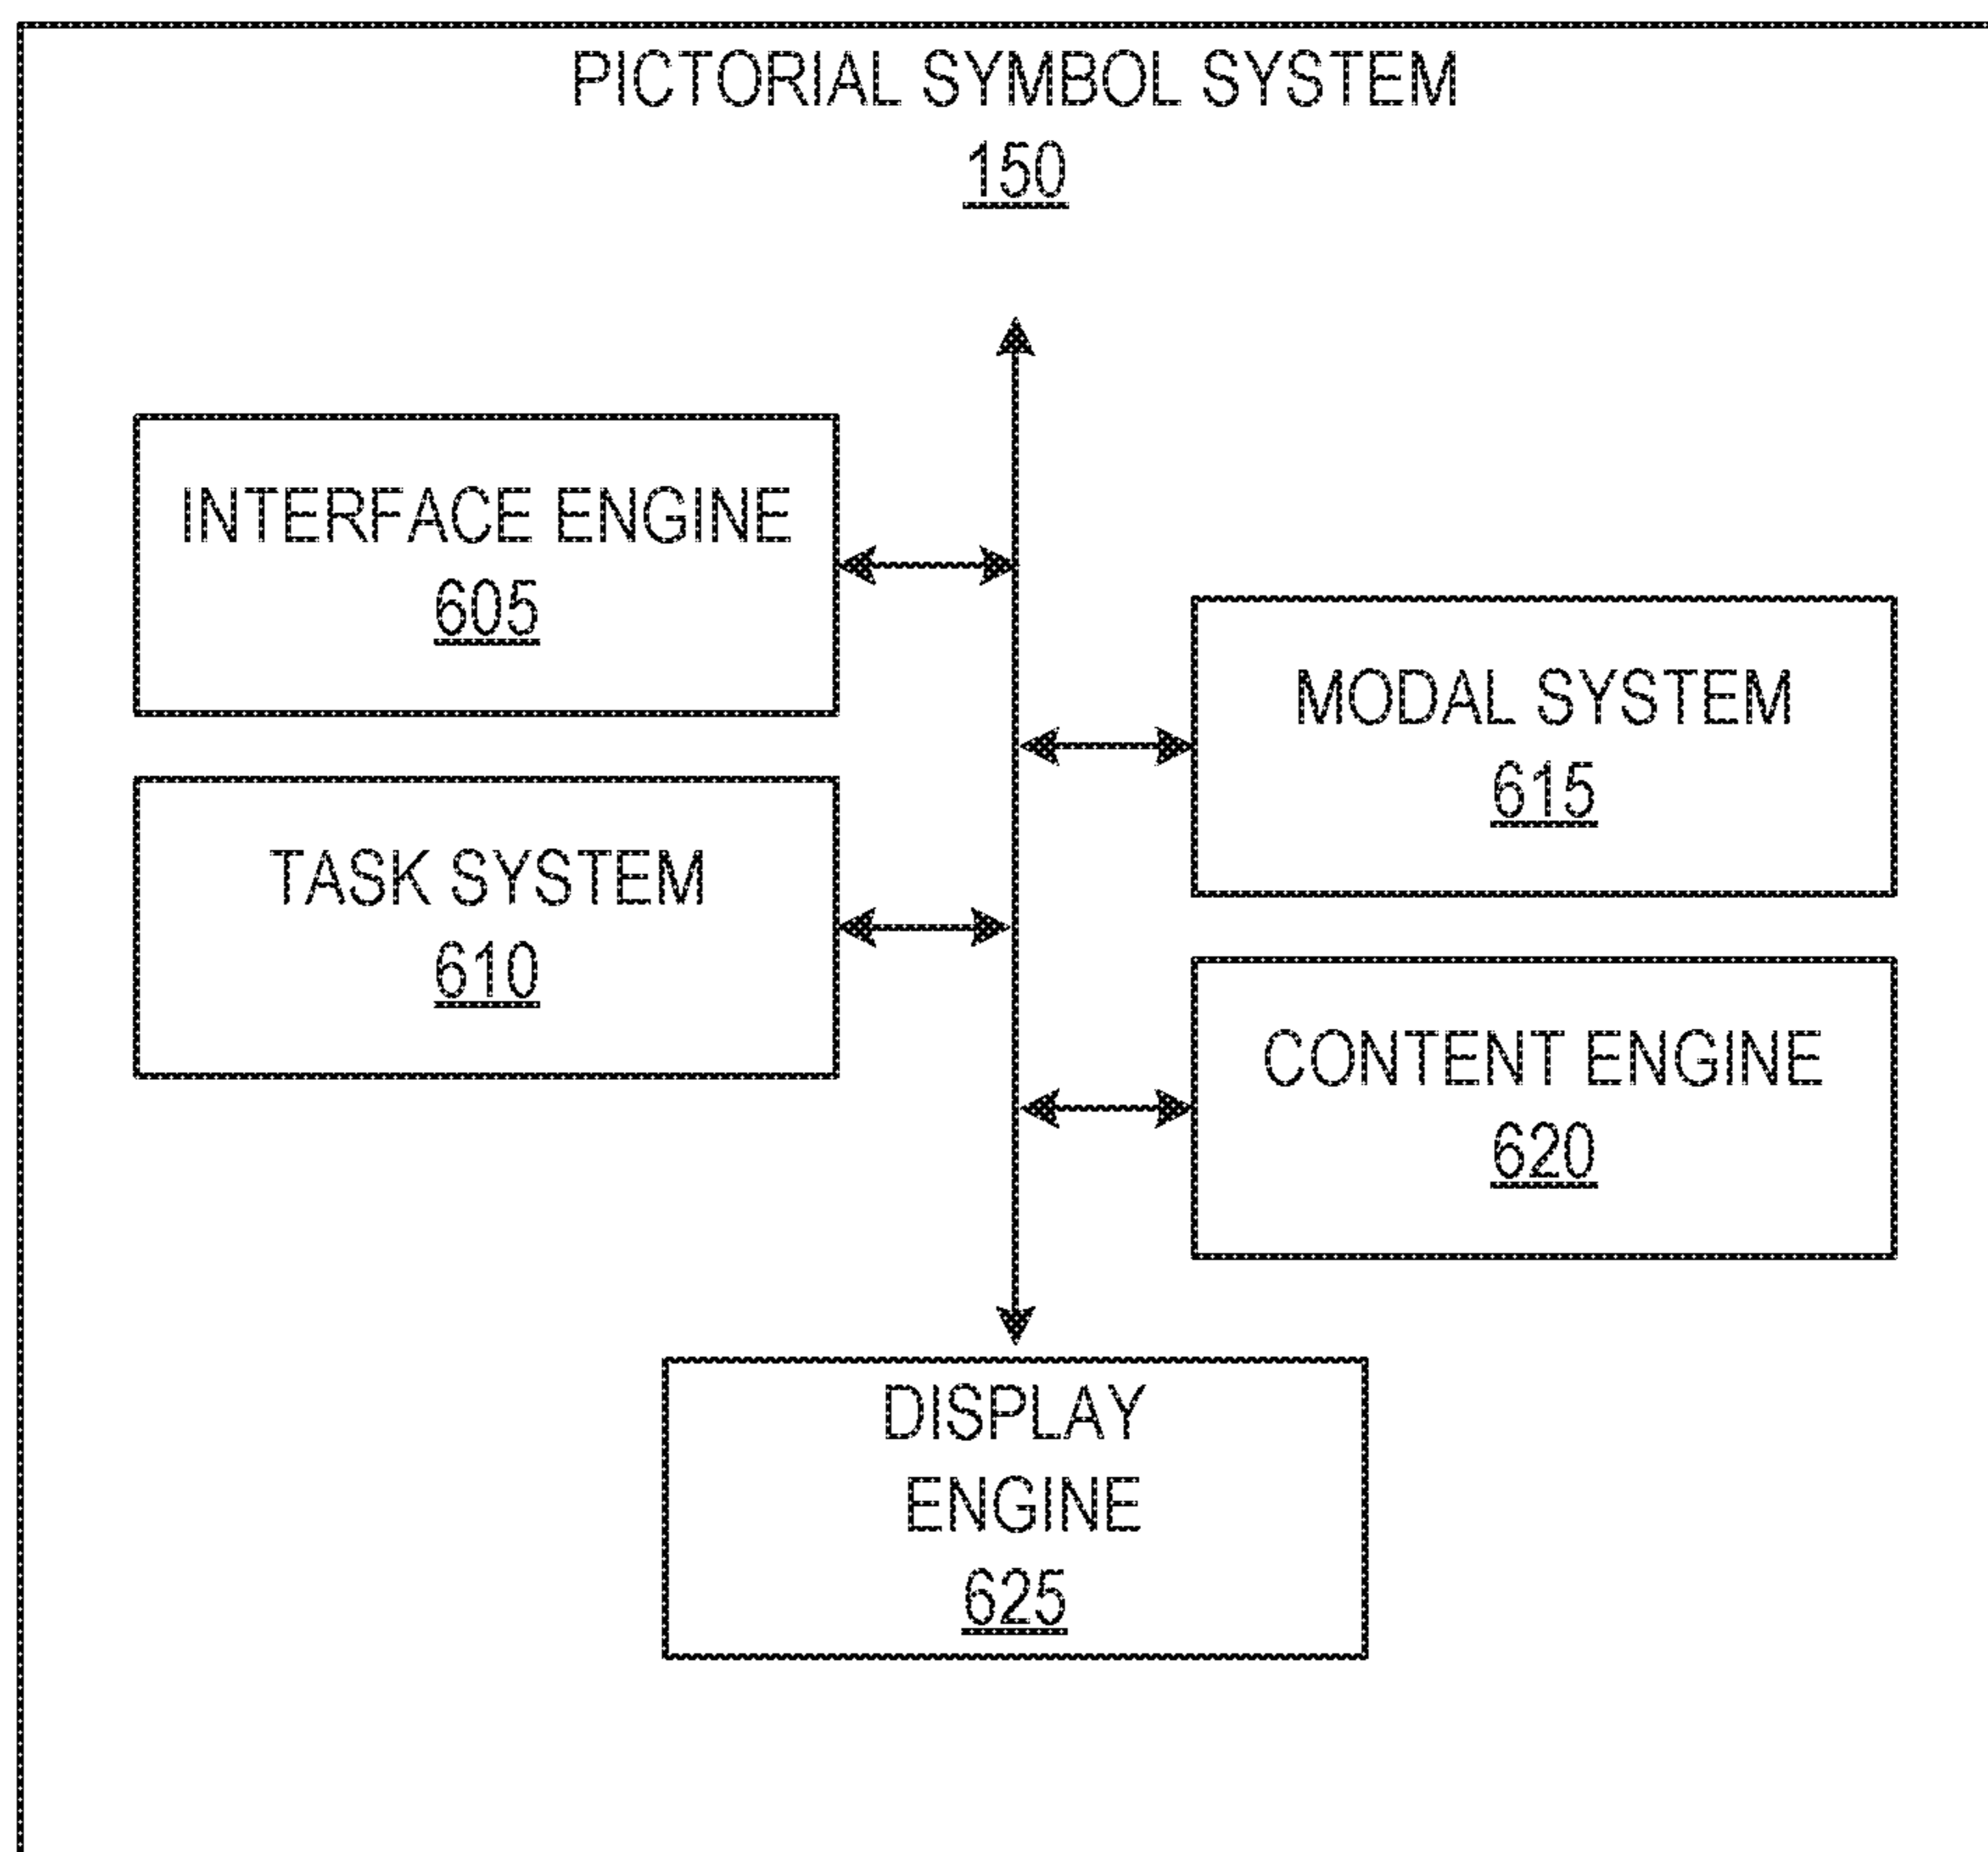 PICTORIAL SYMBOL SYSTEM
150
INTERFACE ENGINE
605
MODAL SYSTEM
615
TASK SYSTEM
610
CONTENT ENGINE
620
DISPLAY
ENGINE
625